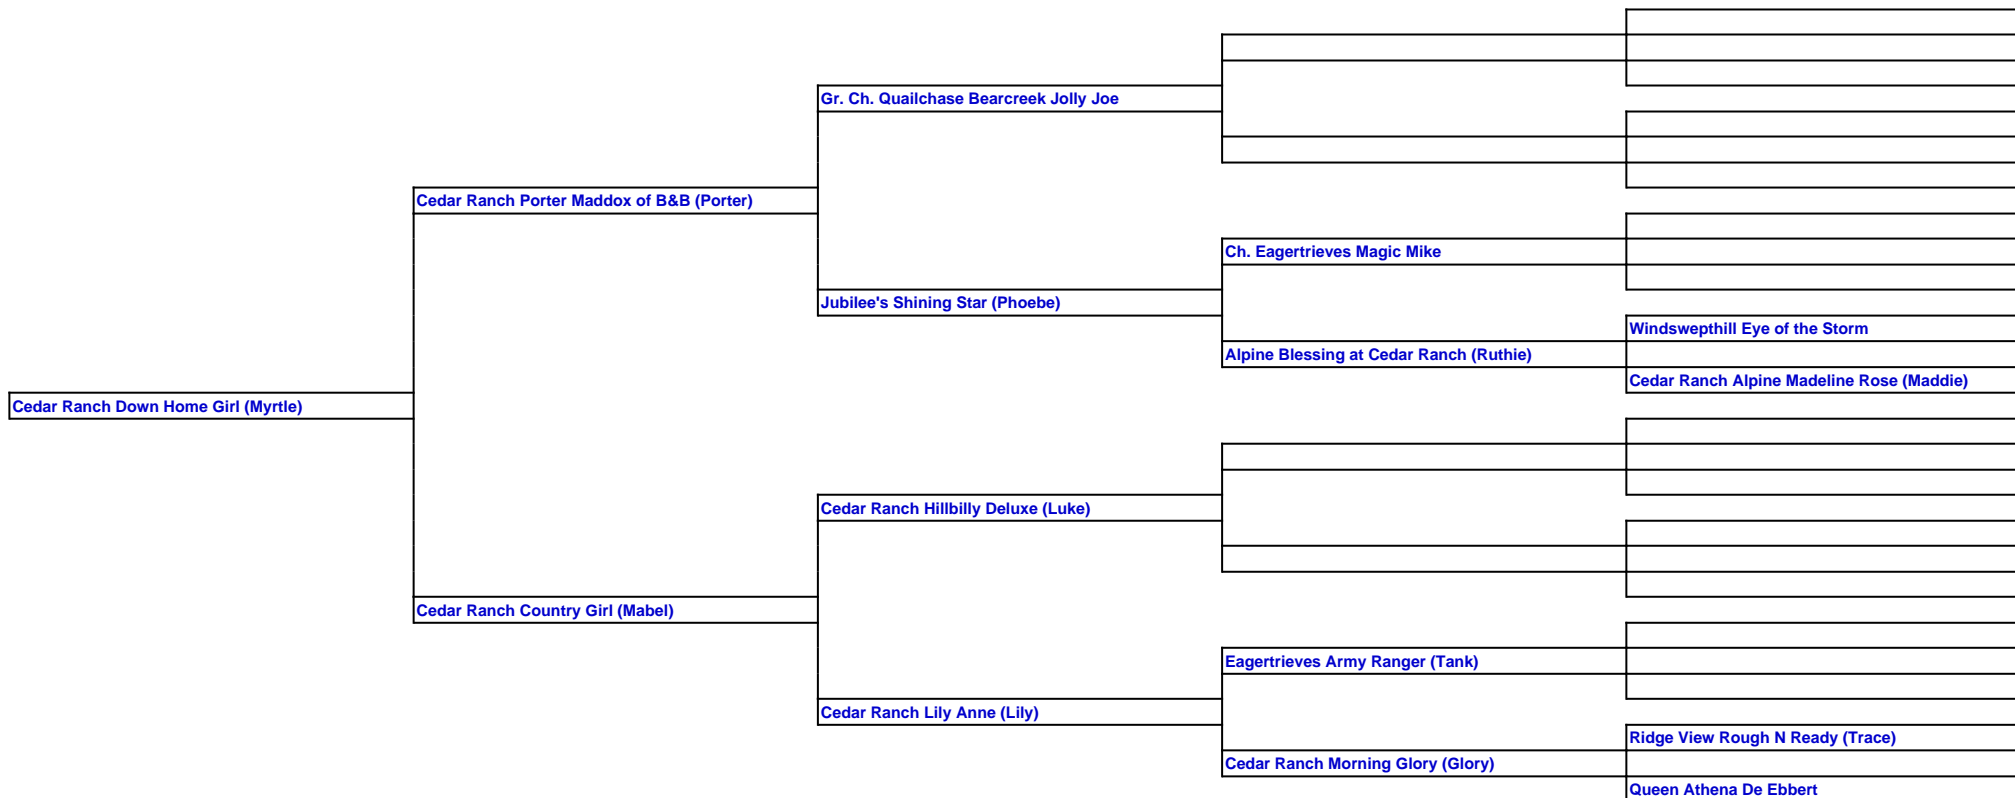 Gr. Ch. Quailchase Bearcreek Jolly Joe
Cedar Ranch Porter Maddox of B&B (Porter)
Ch. Eagertrieves Magic Mike
Jubilee's Shining Star (Phoebe)
Windswepthill Eye of the Storm
Alpine Blessing at Cedar Ranch (Ruthie)
Cedar Ranch Alpine Madeline Rose (Maddie)
Cedar Ranch Down Home Girl (Myrtle)
Cedar Ranch Hillbilly Deluxe (Luke)
Cedar Ranch Country Girl (Mabel)
Eagertrieves Army Ranger (Tank)
Cedar Ranch Lily Anne (Lily)
Ridge View Rough N Ready (Trace)
Cedar Ranch Morning Glory (Glory)
Queen Athena De Ebbert